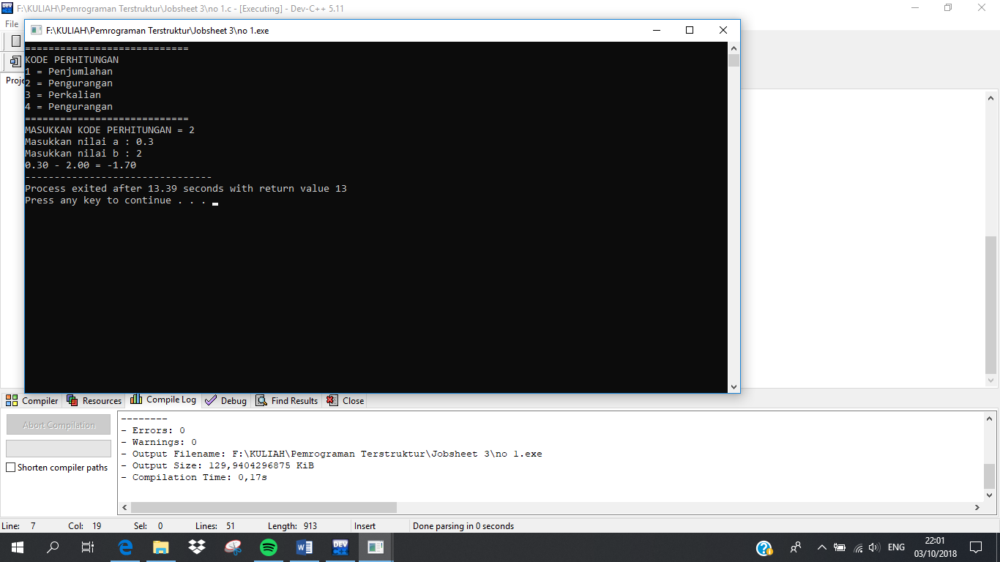 F:\KULIAH\Pemrograman Terstruktur\Jobsheet 3\no 1.c - [Executing] - Dev-C++ 5.11
File
F:\KULIAH\Pemrograman Terstruktur\Jobsheet 3\no 1.exe
Proje
============================
KODE PERHITUNGAN
1 = Penjumlahan
2 = Pengurangan
3 = Perkalian
4 = Pengurangan
============================
MASUKKAN KODE PERHITUNGAN = 2
Masukkan nilai a : 0.3
Masukkan nilai b : 2
0.30 - 2.00 = -1.70
--------------------------------
Process exited after 13.39 seconds with return value 13
Press any key to continue . . .
Compiler Resources Compile Log Debug Find Results Close
Abort Compilation
Shorten compiler paths
--------
- Errors: 0
- Warnings: 0
- Output Filename: F:\KULIAH\Pemrograman Terstruktur\Jobsheet 3\no 1.exe
- Output Size: 129,9404296875 KiB
- Compilation Time: 0,17s
Line: 7 Col: 19 Sel: 0 Lines: 51 Length: 913 Insert Done parsing in 0 seconds
DEV
ENG
22:01
03/10/2018